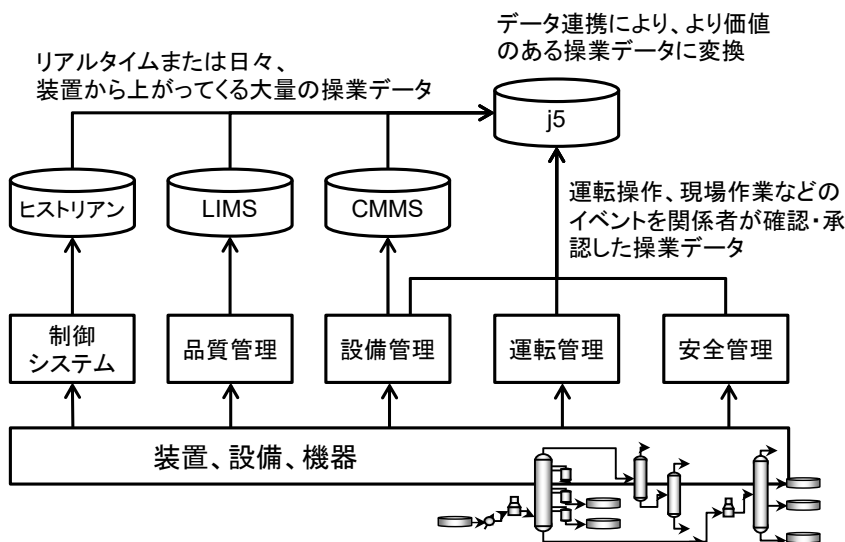 データ連携により、より価値
のある操業データに変換
リアルタイムまたは日々、
装置から上がってくる大量の操業データ
j5
ヒストリアン
LIMS
CMMS
運転操作、現場作業などの
イベントを関係者が確認・承
認した操業データ
制御
システム
品質管理
設備管理
運転管理
安全管理
装置、設備、機器